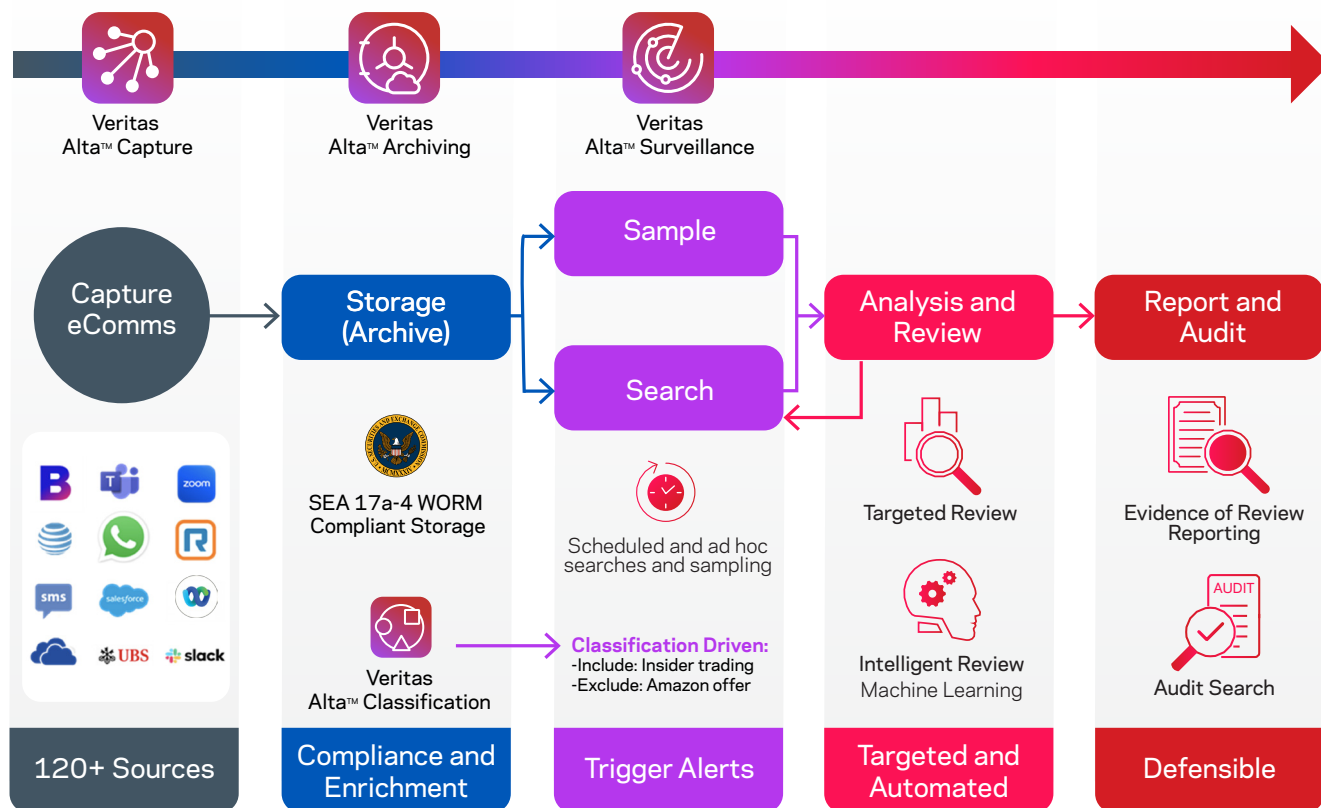 Veritas
Alta™ Capture
Veritas
Alta™ Archiving
Veritas
Alta™ Surveillance
Capture
eComms
Storage
(Archive)
Sample
Search
Analysis and
Review
Report and
Audit
B
T
zoom
R
sms
salesforce
UBS
slack
SEA 17a-4 WORM
Compliant Storage
Veritas
Alta™ Classification
Scheduled and ad hoc
searches and sampling
Classification Driven:
-Include: Insider trading
-Exclude: Amazon offer
Targeted Review
Intelligent Review
Machine Learning
Evidence of Review
Reporting
AUDIT
Audit Search
120+ Sources
Compliance and
Enrichment
Trigger Alerts
Targeted and
Automated
Defensible